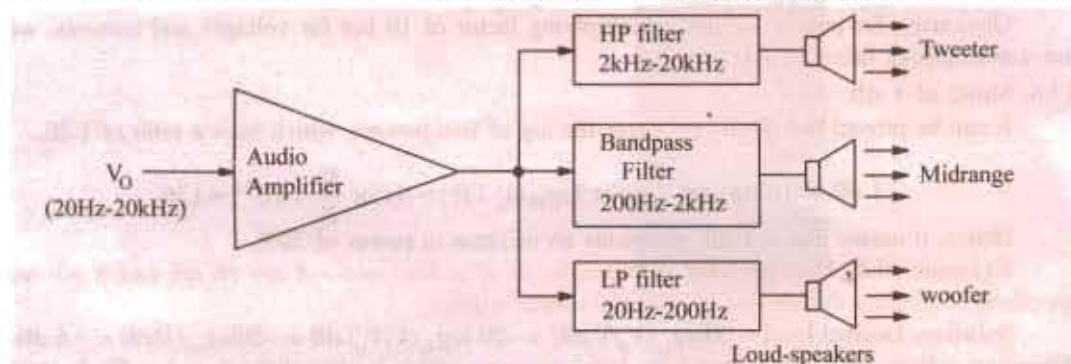 HP filter
2kHz-20kHz
Tweeter
Audio
Amplifier
V_O
(20Hz-20kHz)
Bandpass
Filter
200Hz-2kHz
Midrange
LP filter
20Hz-200Hz
woofer
Loud-speakers